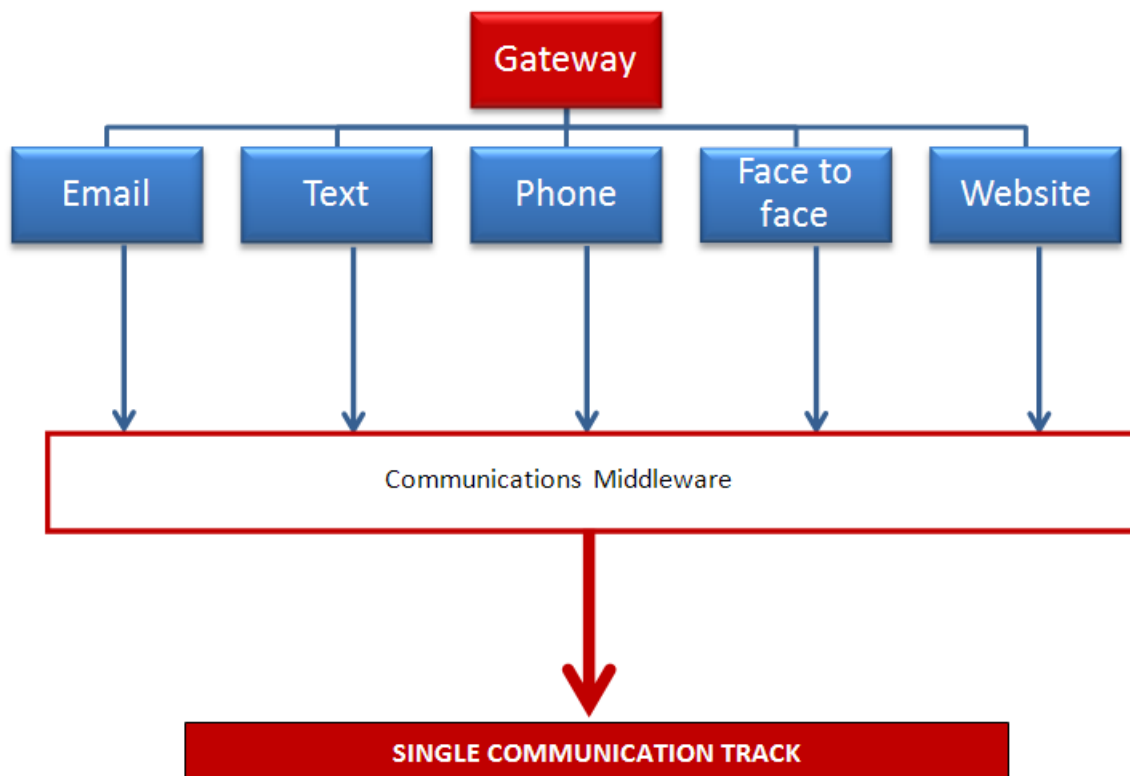 Gateway
Email
Text
Phone
Face to
face
Website
Communications Middleware
SINGLE COMMUNICATION TRACK